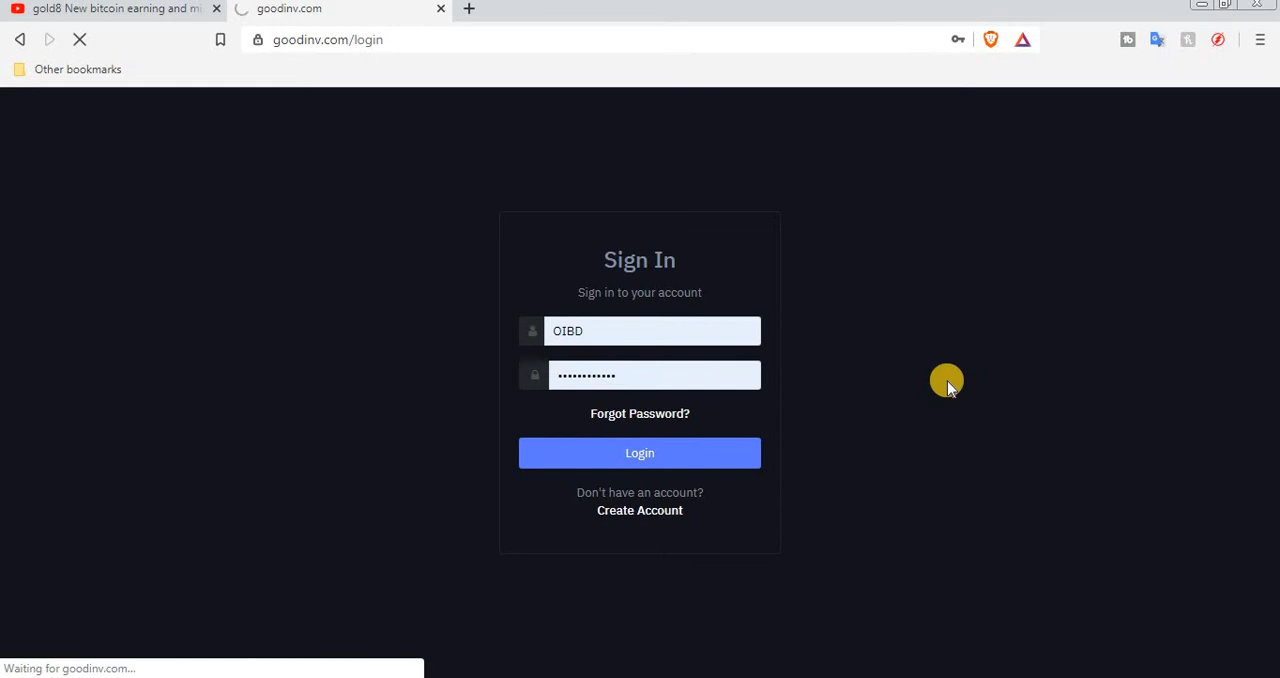 gold8 New bitcoin earning and mi
goodinv.com
goodinv.com/login
Other bookmarks
Sign In
Sign in to your account
OIBD
••••••••••••
Forgot Password?
Login
Don't have an account?
Create Account
Waiting for goodinv.com...